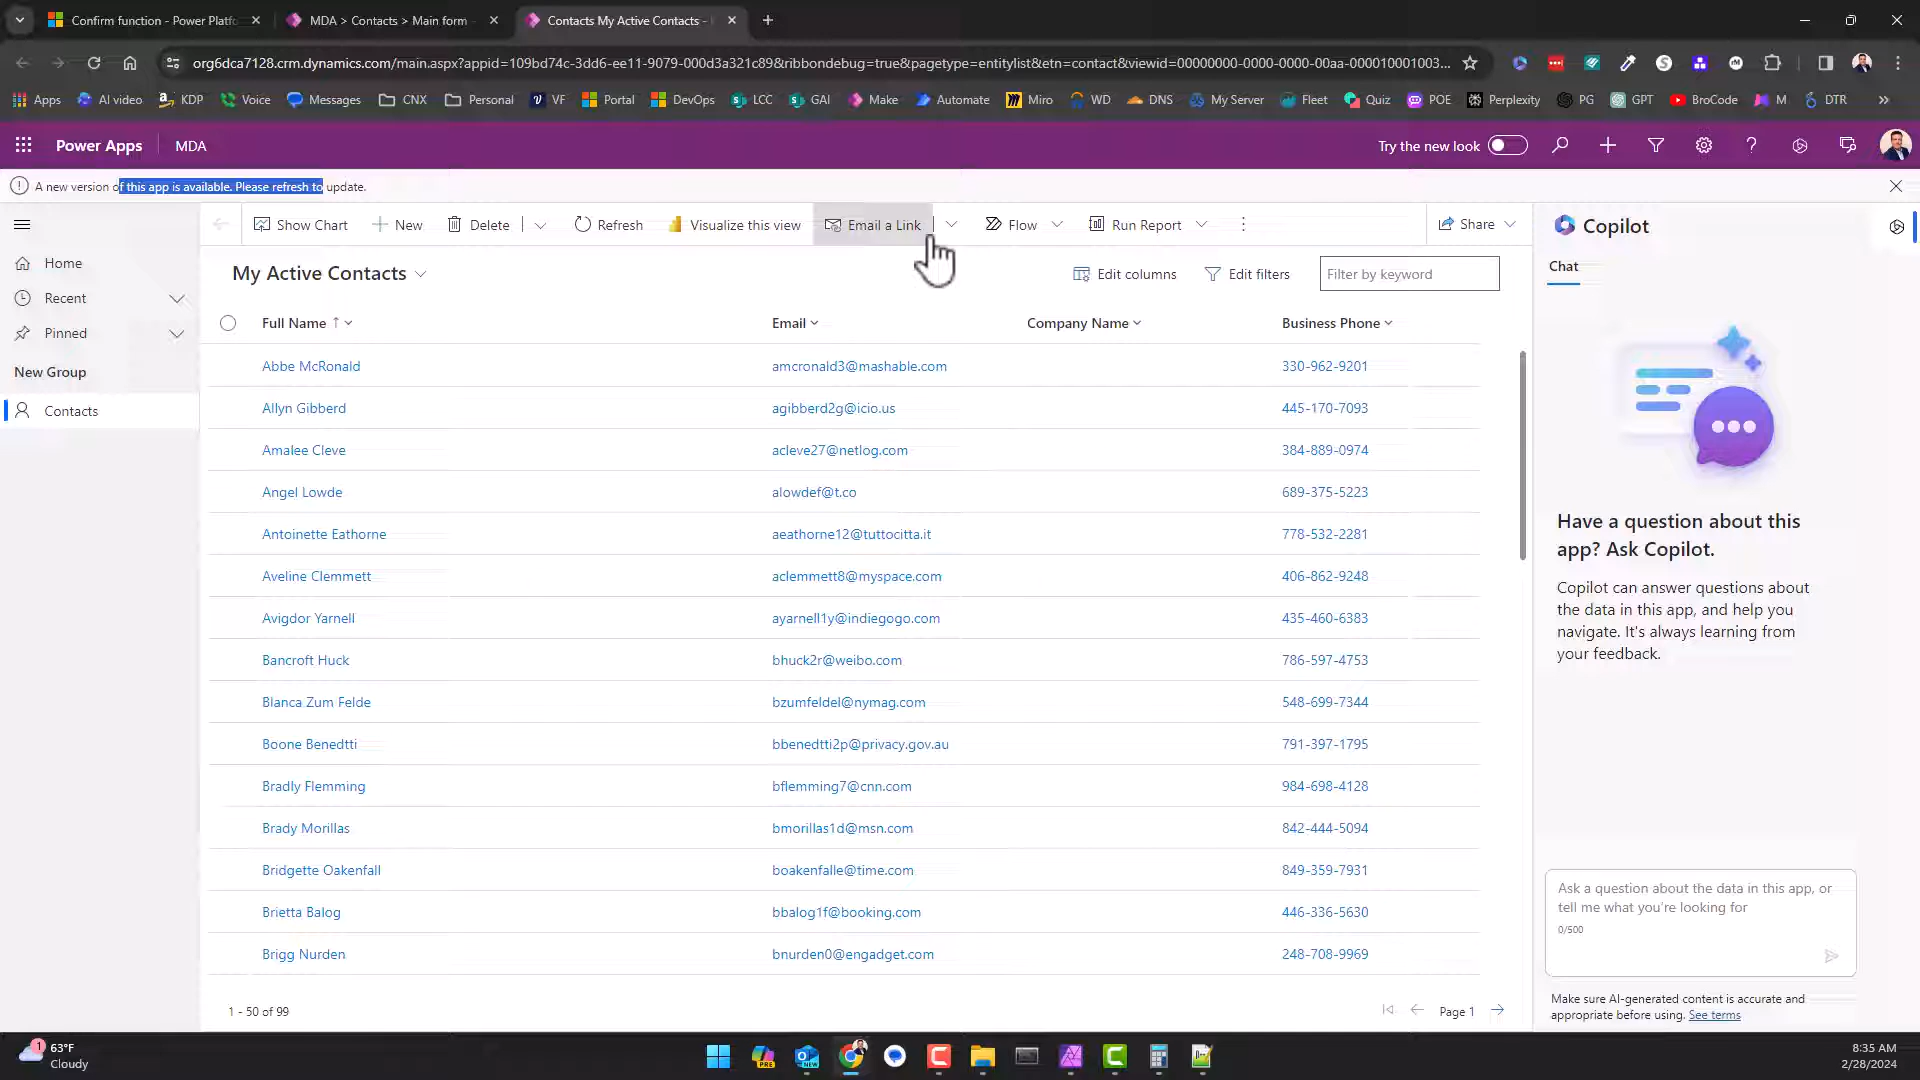 Confirm function - Power Platfo
MDA > Contacts > Main form -
Contacts My Active Contacts -
org6dca7128.crm.dynamics.com/main.aspx?appid=109bd74c-3dd6-ee11-9079-000d3a321c89&ribbondebug=true&pagetype=entitylist&etn=contact&viewid=00000000-0000-0000-00aa-000010001003...
Apps AI video KDP Voice Messages CNX Personal VF Portal DevOps LCC GAI Make Automate Miro WD DNS My Server Fleet Quiz POE Perplexity PG GPT BroCode M DTR »
Power Apps MDA Try the new look
A new version of this app is available. Please refresh to update.
Show Chart New Delete Refresh Visualize this view Email a Link Flow Run Report Share
Copilot
Home
Recent
Pinned
New Group
Contacts
My Active Contacts Edit columns Edit filters Filter by keyword
Chat
Full Name ↑ Email Company Name Business Phone
Abbe McRonald amcronald3@mashable.com 330-962-9201
Allyn Gibberd agibberd2g@icio.us 445-170-7093
Amalee Cleve acleve27@netlog.com 384-889-0974
Angel Lowde alowdef@t.co 689-375-5223
Antoinette Eathorne aeathorne12@tuttocitta.it 778-532-2281
Aveline Clemmett aclemmett8@myspace.com 406-862-9248
Avigdor Yarnell ayarnell1y@indiegogo.com 435-460-6383
Bancroft Huck bhuck2r@weibo.com 786-597-4753
Blanca Zum Felde bzumfeldel@nymag.com 548-699-7344
Boone Benedtti bbenedtti2p@privacy.gov.au 791-397-1795
Bradly Flemming bflemming7@cnn.com 984-698-4128
Brady Morillas bmorillas1d@msn.com 842-444-5094
Bridgette Oakenfall boakenfalle@time.com 849-359-7931
Brietta Balog bbalog1f@booking.com 446-336-5630
Brigg Nurden bnurden0@engadget.com 248-708-9969
1 - 50 of 99 Page 1
Have a question about this
app? Ask Copilot.
Copilot can answer questions about
the data in this app, and help you
navigate. It's always learning from
your feedback.
Ask a question about the data in this app, or
tell me what you're looking for
0/500
Make sure AI-generated content is accurate and
appropriate before using. See terms
1
63°F
Cloudy
PRE
NEW
8:35 AM
2/28/2024